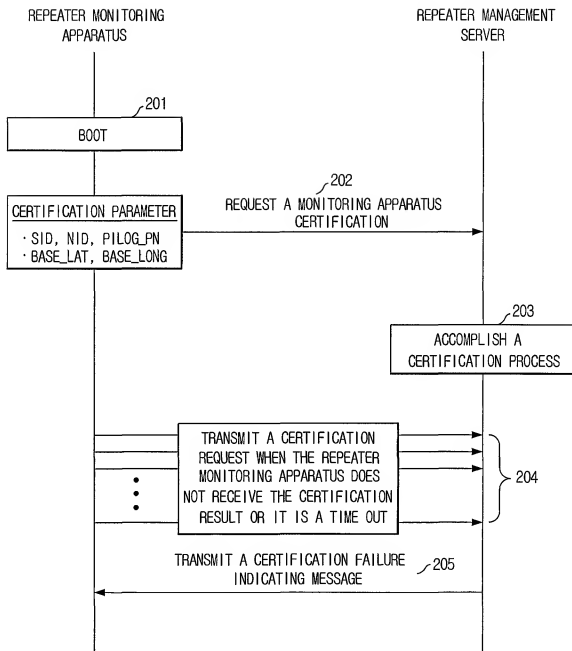 REPEATER MONITORING
APPARATUS
REPEATER MANAGEMENT
SERVER
201
BOOT
202
REQUEST A MONITORING APPARATUS
CERTIFICATION
CERTIFICATION PARAMETER
· SID, NID, PILOG_PN
· BASE_LAT, BASE_LONG
203
ACCOMPLISH A
CERTIFICATION PROCESS
TRANSMIT A CERTIFICATION
REQUEST WHEN THE REPEATER
MONITORING APPARATUS DOES
NOT RECEIVE THE CERTIFICATION
RESULT OR IT IS A TIME OUT
204
TRANSMIT A CERTIFICATION FAILURE
INDICATING MESSAGE
205